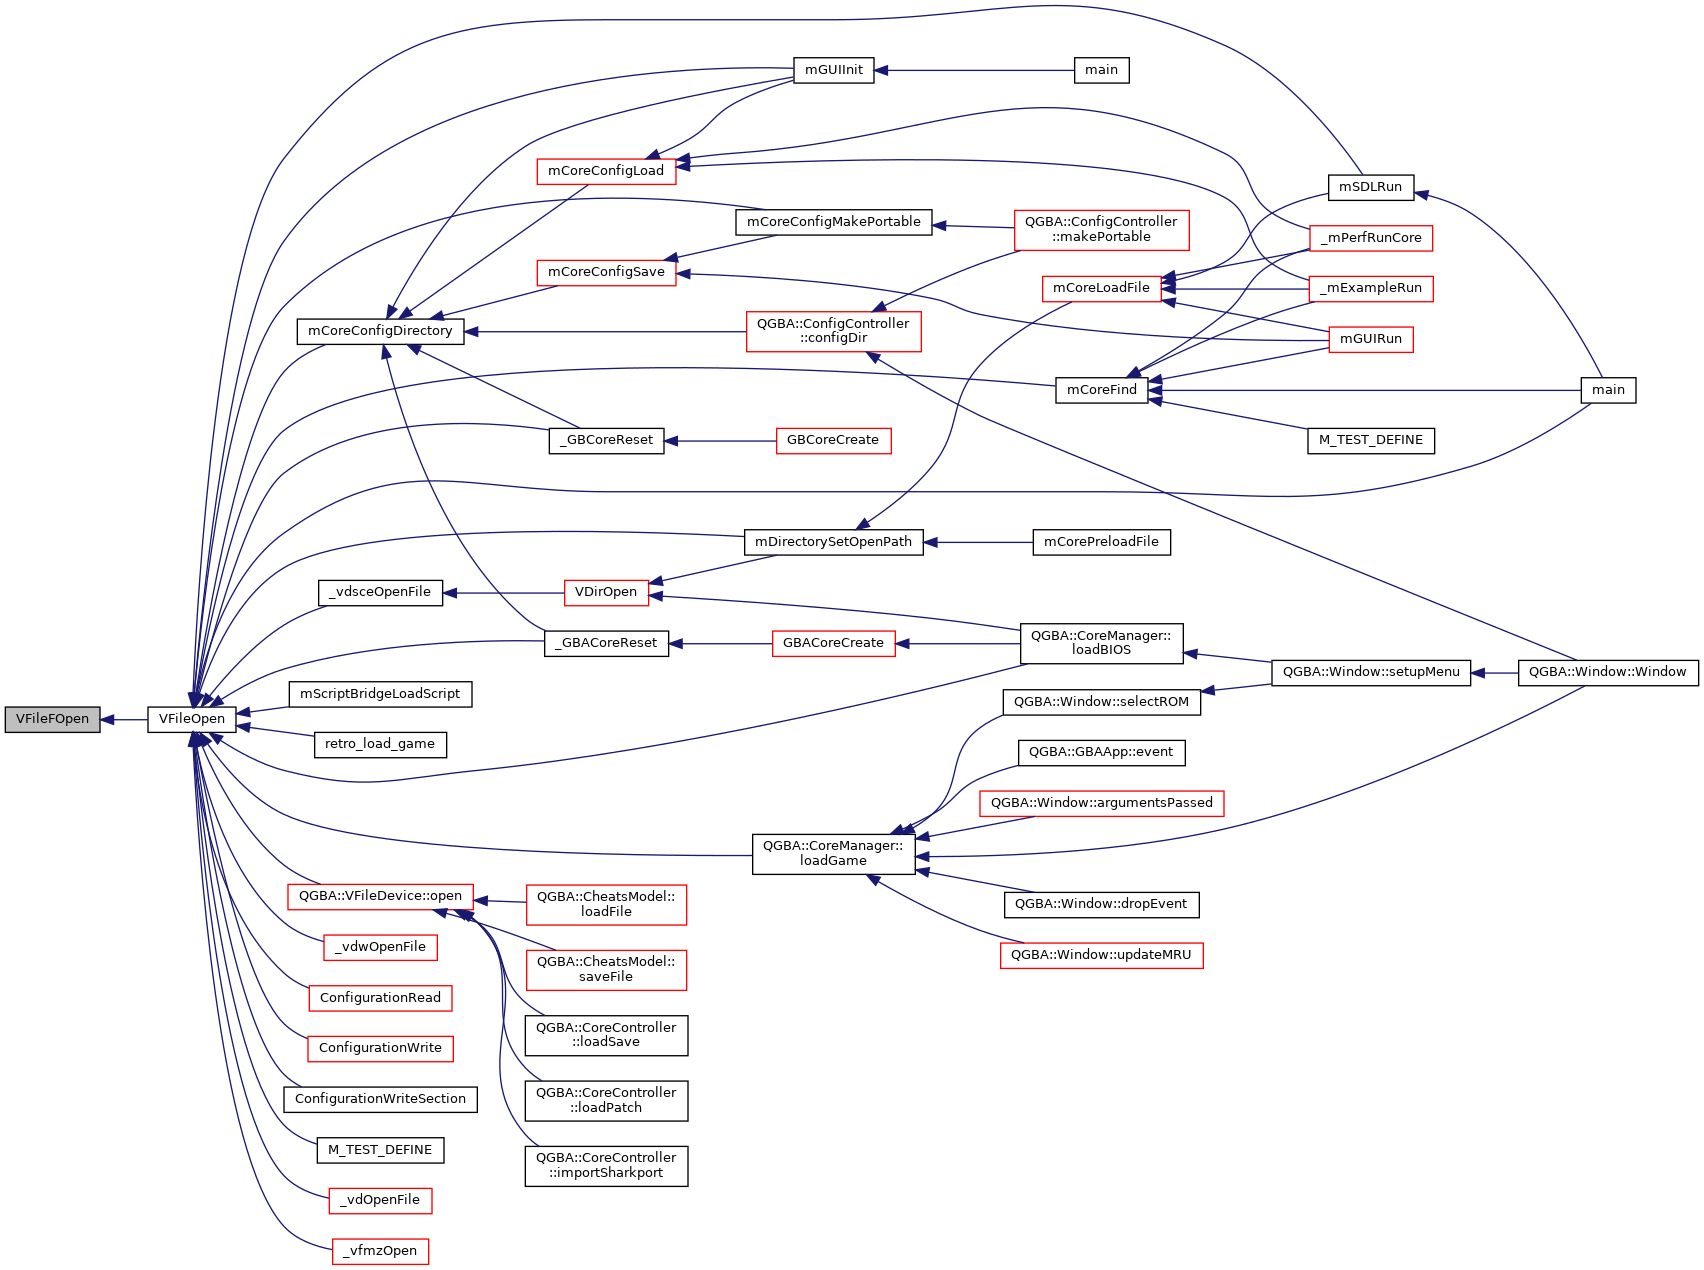 mGUIInit
main
mCoreConfigLoad
mSDLRun
mCoreConfigMakePortable
QGBA::ConfigController
::makePortable
_mPerfRunCore
mCoreConfigSave
mCoreLoadFile
_mExampleRun
mCoreConfigDirectory
QGBA::ConfigController
::configDir
mGUIRun
mCoreFind
main
_GBCoreReset
GBCoreCreate
M_TEST_DEFINE
mDirectorySetOpenPath
mCorePreloadFile
_vdsceOpenFile
VDirOpen
_GBACoreReset
GBACoreCreate
QGBA::CoreManager::
loadBIOS
QGBA::Window::setupMenu
QGBA::Window::Window
mScriptBridgeLoadScript
QGBA::Window::selectROM
VFileFOpen
VFileOpen
retro_load_game
QGBA::GBAApp::event
QGBA::Window::argumentsPassed
QGBA::CoreManager::
loadGame
QGBA::VFileDevice::open
QGBA::CheatsModel::
loadFile
QGBA::Window::dropEvent
_vdwOpenFile
QGBA::CheatsModel::
saveFile
QGBA::Window::updateMRU
ConfigurationRead
QGBA::CoreController
::loadSave
ConfigurationWrite
ConfigurationWriteSection
QGBA::CoreController
::loadPatch
M_TEST_DEFINE
QGBA::CoreController
::importSharkport
_vdOpenFile
_vfmzOpen